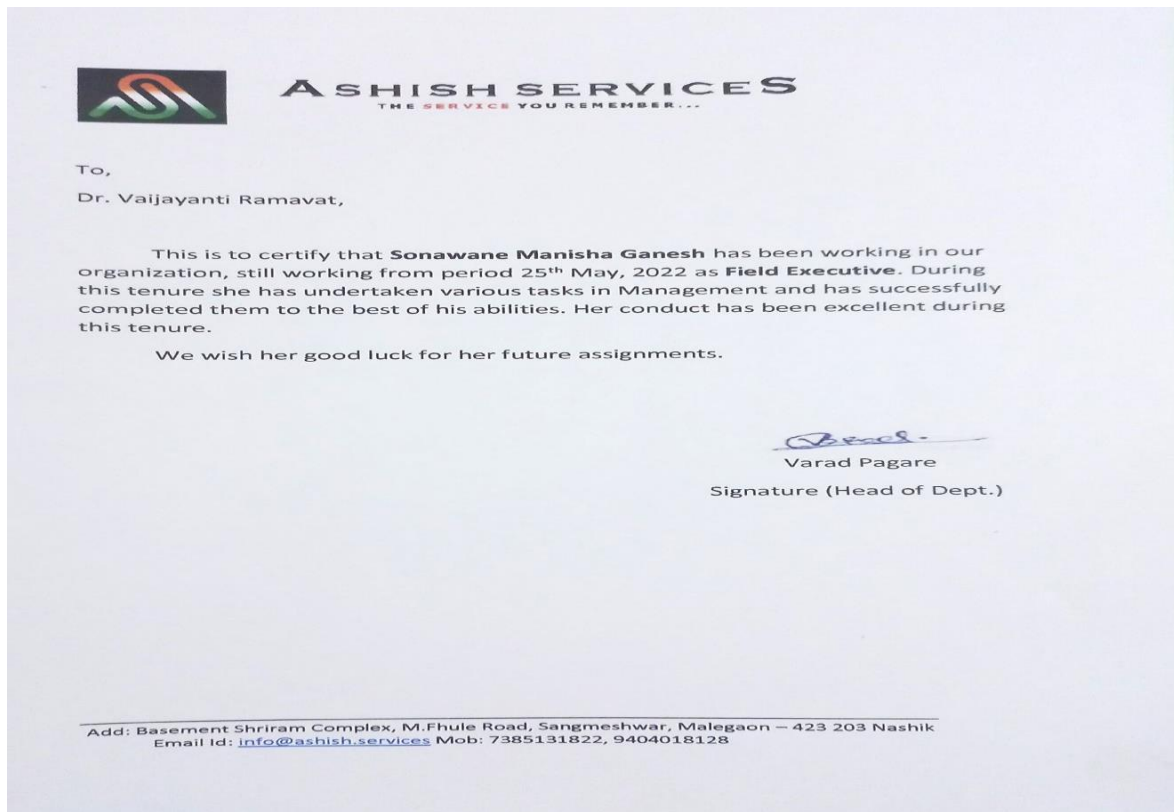 ASHISH SERVICES
THE SERVICE YOU REMEMBER...
To,
Dr. Vaijayanti Ramavat,
This is to certify that Sonawane Manisha Ganesh has been working in our
organization, still working from period 25th May, 2022 as Field Executive. During
this tenure she has undertaken various tasks in Management and has successfully
completed them to the best of his abilities. Her conduct has been excellent during
this tenure.
We wish her good luck for her future assignments.
Varad Pagare
Signature (Head of Dept.)
Add: Basement Shriram Complex, M.Fhule Road, Sangmeshwar, Malegaon – 423 203 Nashik
Email Id: info@ashish.services Mob: 7385131822, 9404018128